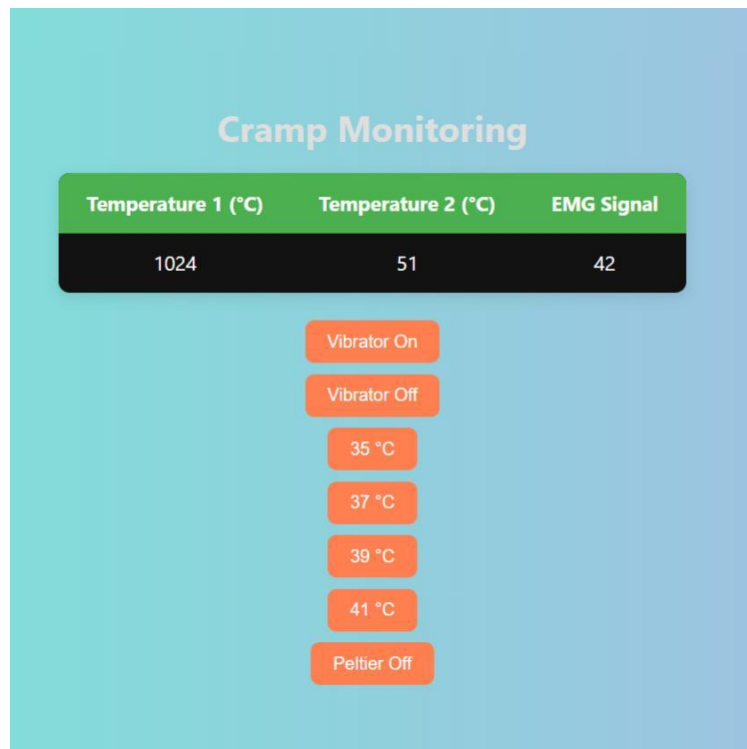 Cramp Monitoring
Temperature 1 (°C) Temperature 2 (°C) EMG Signal
1024 51 42
Vibrator On
Vibrator Off
35 °C
37 °C
39 °C
41 °C
Peltier Off